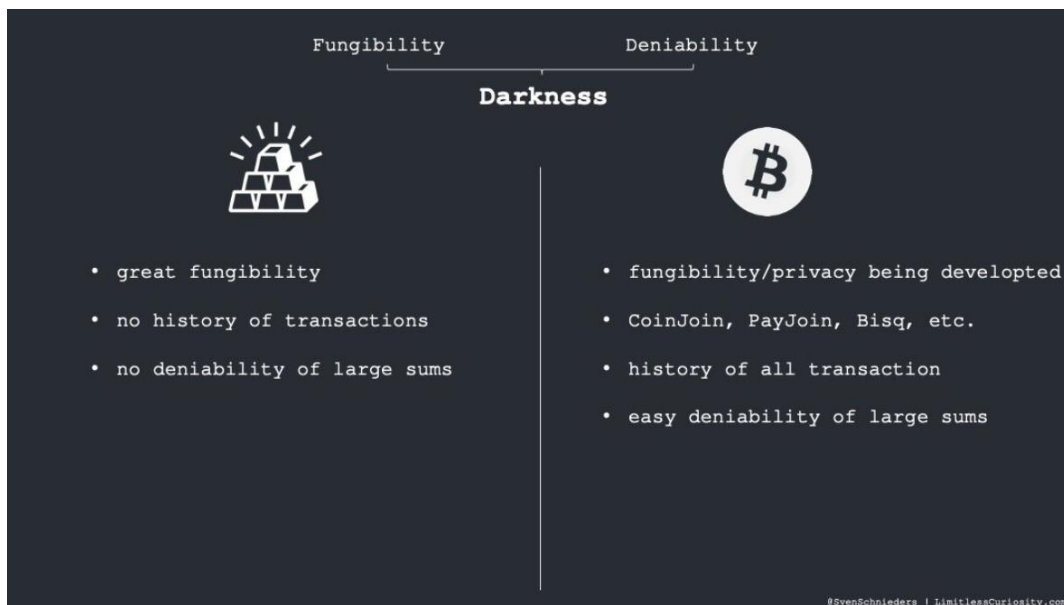 Fungibility Deniability
Darkness
• great fungibility
• no history of transactions
• no deniability of large sums
• fungibility/privacy being developted
• CoinJoin, PayJoin, Bisq, etc.
• history of all transaction
• easy deniability of large sums
@SvenSchnieders | LimitlessCuriosity.com